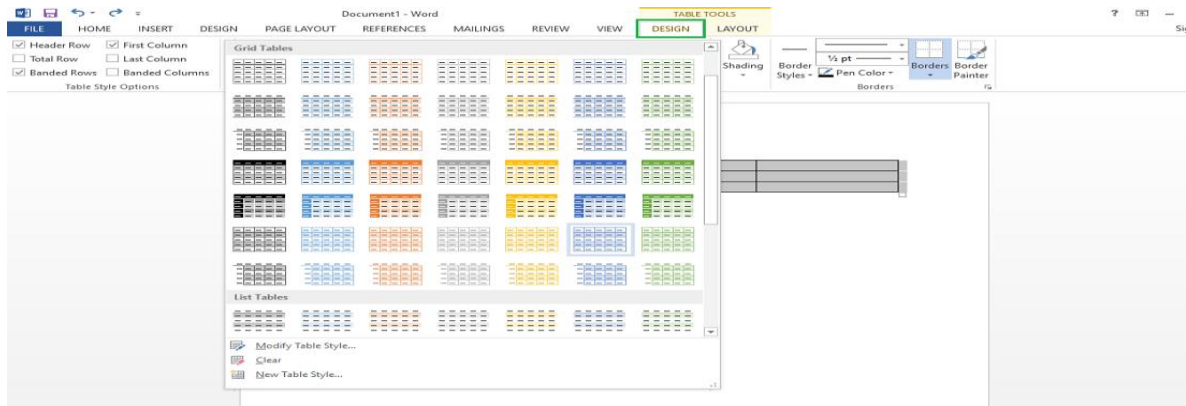 Document1 - Word
TABLE TOOLS
?
FILE HOME INSERT DESIGN PAGE LAYOUT REFERENCES MAILINGS REVIEW VIEW DESIGN LAYOUT
Header Row First Column
Total Row Last Column
Banded Rows Banded Columns
Table Style Options
Grid Tables
List Tables
Modify Table Style...
Clear
New Table Style...
Shading
Border Styles
½ pt
Pen Color
Borders
Border Painter
Borders